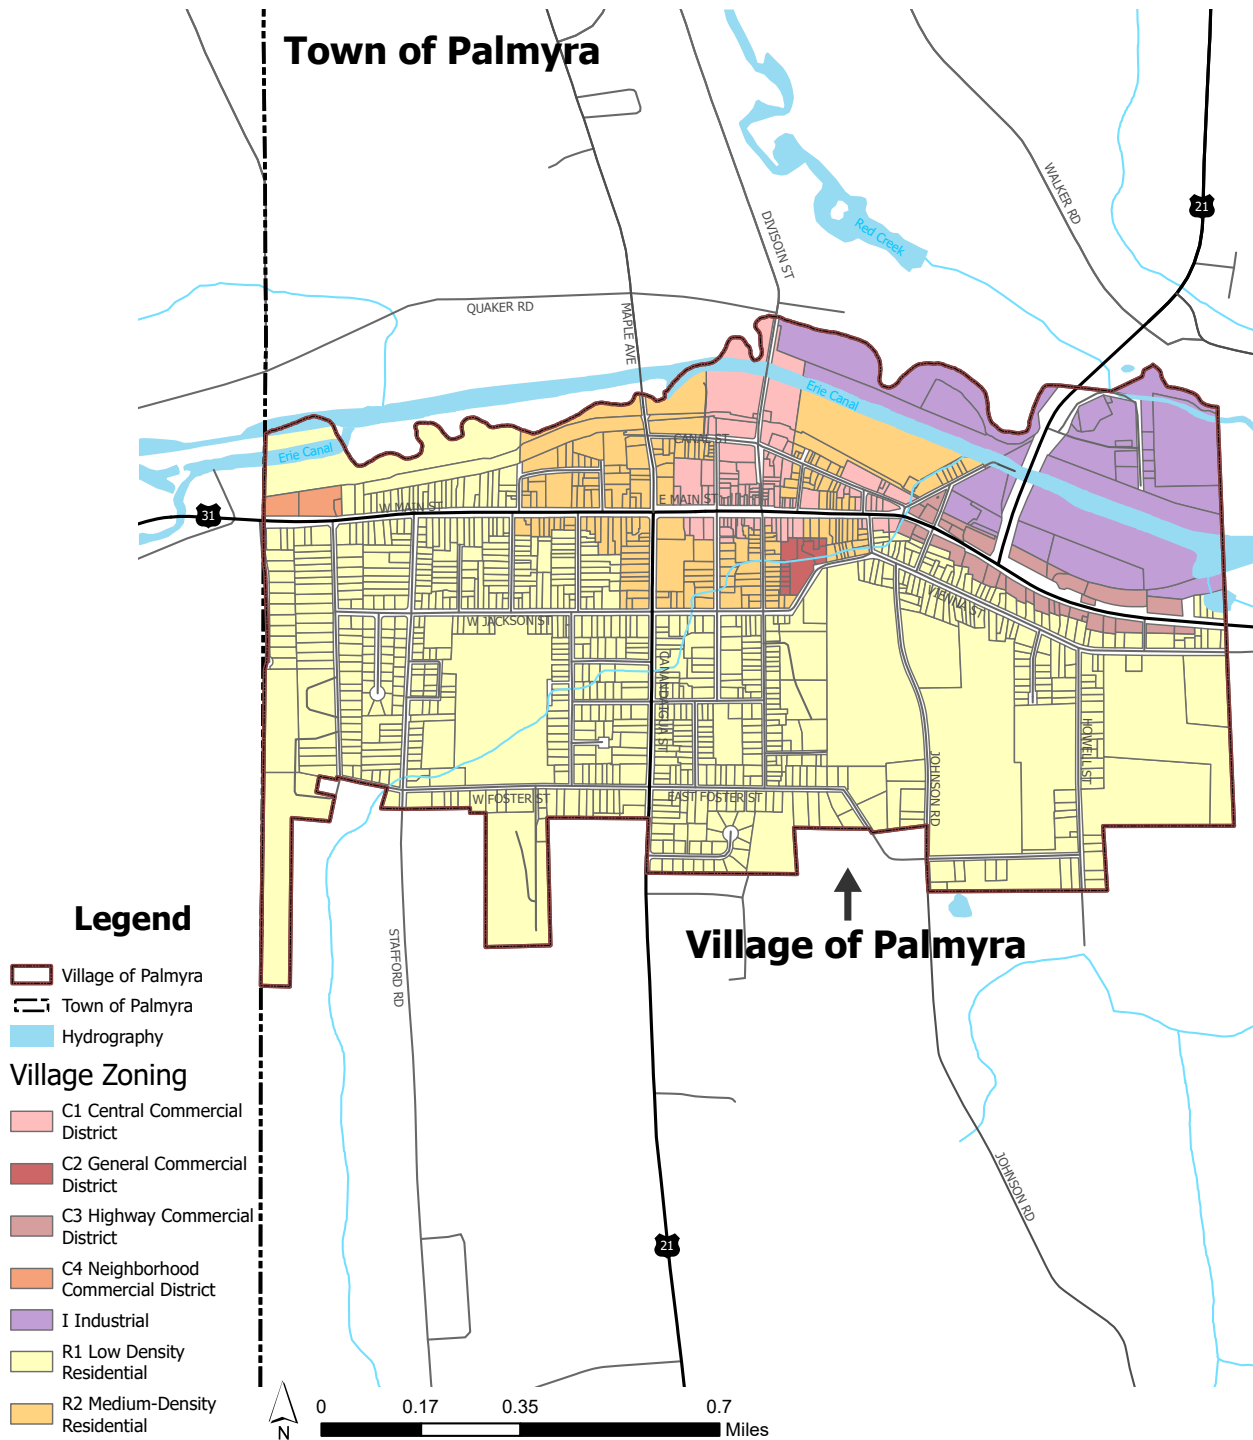 Town of Palmyra
WALKER RD
21
DIVISOIN ST
Red Creek
QUAKER RD
MAPLE AVE
Erie Canal
CANAL ST
Erie Canal
E MAIN ST
W MAIN ST
31
VIENNA ST
W JACKSON ST
CANANDAIGUA ST
HOWELL ST
JOHNSON RD
W FOSTER ST
EAST FOSTER ST
Village of Palmyra
STAFFORD RD
JOHNSON RD
21
Legend
Village of Palmyra
Town of Palmyra
Hydrography
Village Zoning
C1 Central Commercial
District
C2 General Commercial
District
C3 Highway Commercial
District
C4 Neighborhood
Commercial District
I Industrial
R1 Low Density
Residential
R2 Medium-Density
Residential
N
0 0.17 0.35 0.7
Miles